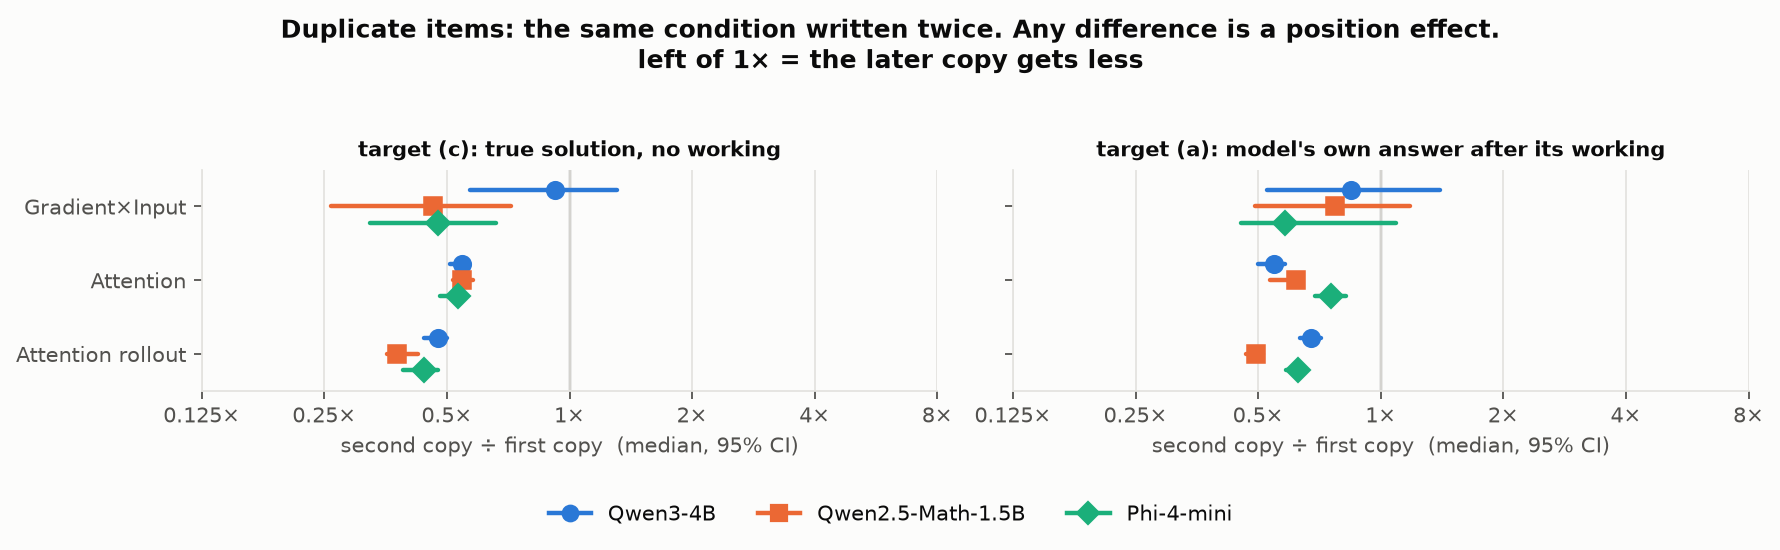 Duplicate items: the same condition written twice. Any difference is a position effect.
left of 1× = the later copy gets less
target (c): true solution, no working
target (a): model's own answer after its working
Gradient×Input
Attention
Attention rollout
0.125× 0.25× 0.5× 1× 2× 4× 8×
0.125× 0.25× 0.5× 1× 2× 4× 8×
second copy ÷ first copy (median, 95% CI)
second copy ÷ first copy (median, 95% CI)
Qwen3-4B Qwen2.5-Math-1.5B Phi-4-mini